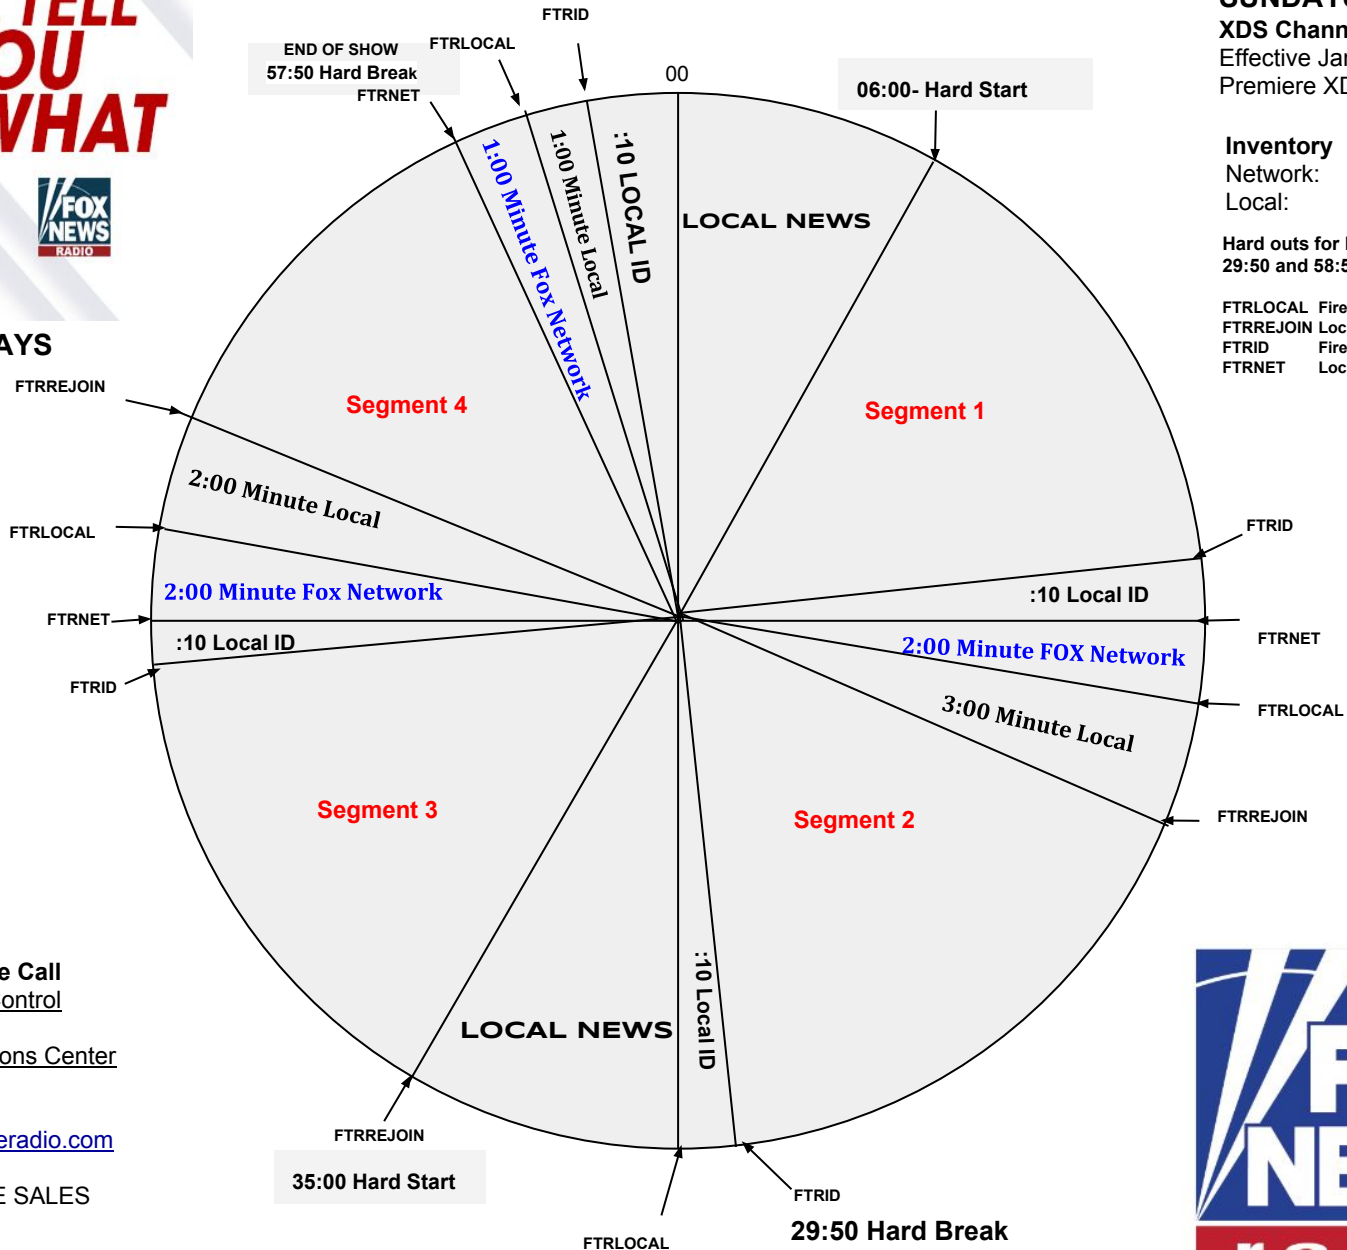 TELL
OU
WHAT
FOX
NEWS
RADIO
AYS
FTRID
FTRLOCAL
END OF SHOW
57:50 Hard Break
FTRNET
00
06:00- Hard Start
XDS Chann
Effective Jan
Premiere XD
Inventory
Network:
Local:
Hard outs for
29:50 and 58:5
FTRLOCAL Fire
FTRREJOIN Loc
FTRID Fire
FTRNET Loc
1:00 Minute Fox Network
1:00 Minute Local
:10 LOCAL ID
LOCAL NEWS
FTRREJOIN
Segment 4
Segment 1
2:00 Minute Local
FTRLOCAL
FTRID
2:00 Minute Fox Network
:10 Local ID
FTRNET
:10 Local ID
FTRNET
2:00 Minute FOX Network
FTRID
3:00 Minute Local
FTRLOCAL
Segment 3
Segment 2
FTRREJOIN
e Call
Control
ons Center
eradio.com
E SALES
LOCAL NEWS
:10 Local ID
FTRREJOIN
35:00 Hard Start
FTRID
29:50 Hard Break
FTRLOCAL
F
NE